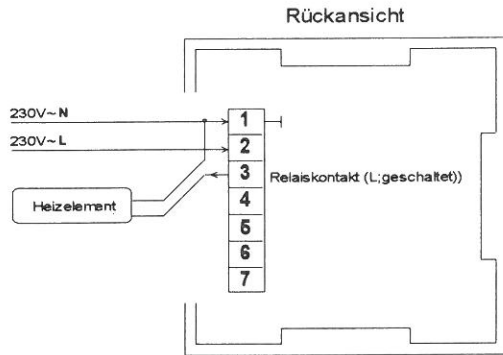 Rückansicht
230V~N
1
230V~L
2
3
Relaiskontakt (L;geschaltet))
Heizelement
4
5
6
7